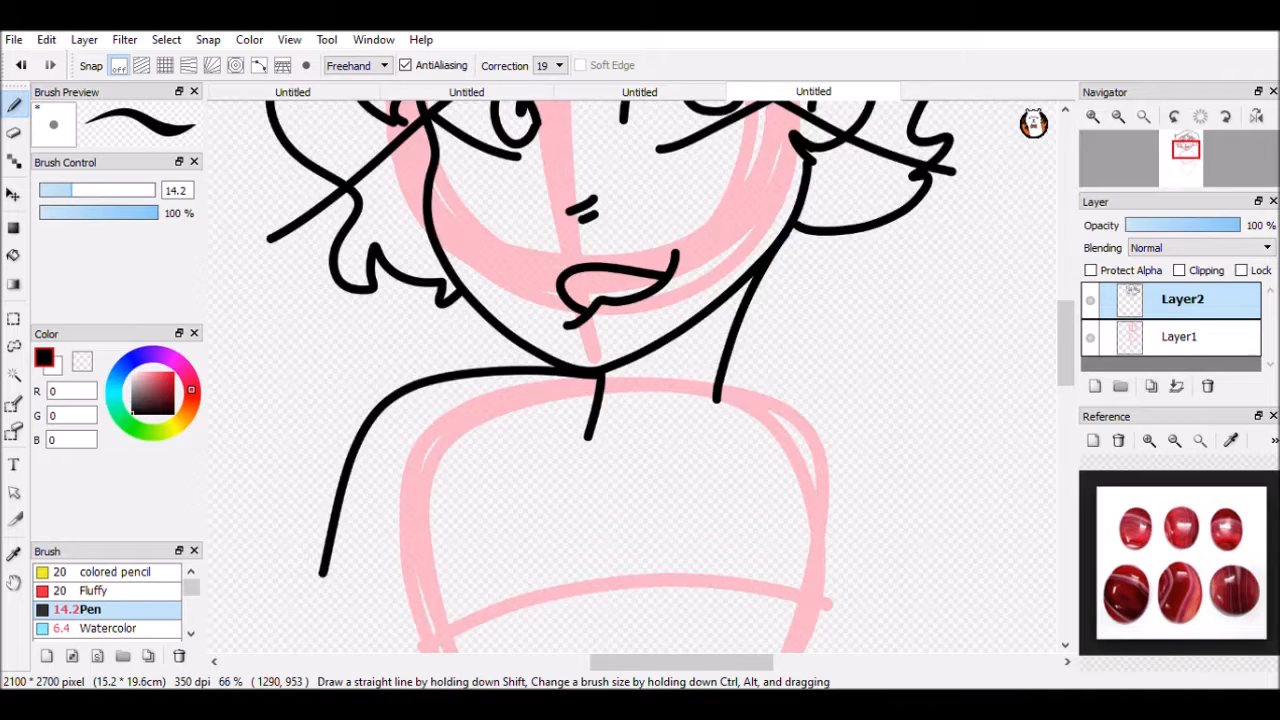 File Edit Layer Filter Select Snap Color View Tool Window Help
Snap off Freehand AntiAliasing Correction 19 Soft Edge
Brush Preview
Untitled Untitled Untitled Untitled
*
Brush Control
14.2
100 %
Color
R 0
G 0
B 0
Brush
20 colored pencil
20 Fluffy
14.2 Pen
6.4 Watercolor
Navigator
Layer
Opacity 100 %
Blending Normal
Protect Alpha Clipping Lock
Layer2
Layer1
Reference
»
T
2100 * 2700 pixel (15.2 * 19.6cm) 350 dpi 66 % ( 1290, 953 ) Draw a straight line by holding down Shift, Change a brush size by holding down Ctrl, Alt, and dragging